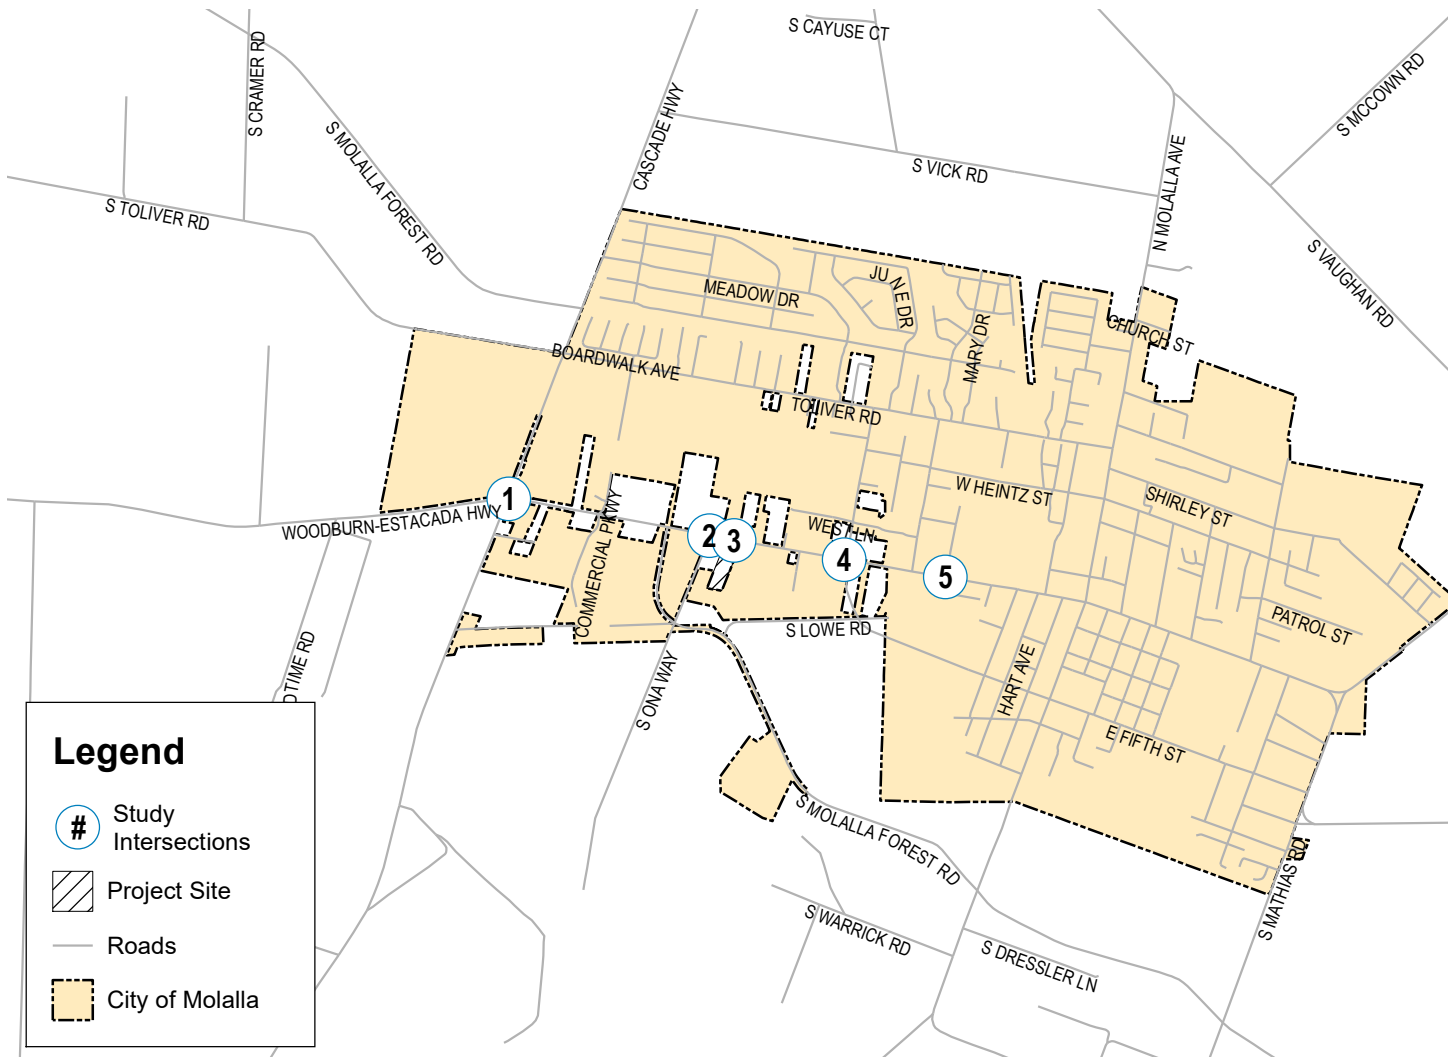 S CAYUSE CT
S CRAMER RD
S MOLALLA FOREST RD
CASCADE HWY
S MCCOWN RD
S VICK RD
N MOLALLA AVE
S TOLIVER RD
S VAUGHAN RD
MEADOW DR
JUNE DR
MARY DR
CHURCH ST
BOARDWALK AVE
TOLIVER RD
W HEINTZ ST
SHIRLEY ST
1
WOODBURN-ESTACADA HWY
COMMERCIAL PKWY
2
3
WEST LN
4
5
PATROL ST
S LOWE RD
DTIME RD
S ONA WAY
HART AVE
E FIFTH ST
S MOLALLA FOREST RD
S MATHIAS RD
S WARRICK RD
S DRESSLER LN
Legend
# Study
Intersections
Project Site
Roads
City of Molalla